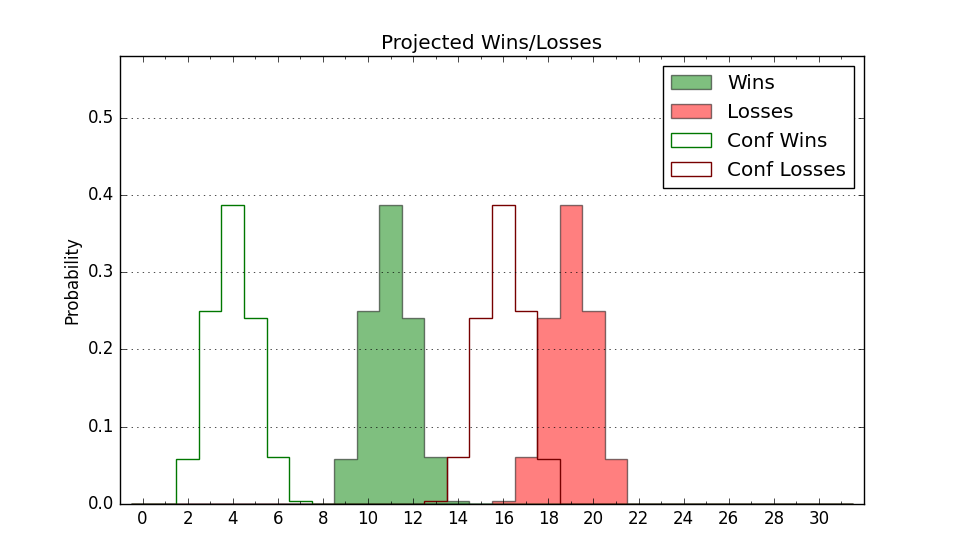 Projected Wins/Losses
Wins
Losses
Conf Wins
Conf Losses
Probability
0.5
0.4
0.3
0.2
0.1
0.0
0 2 4 6 8 10 12 14 16 18 20 22 24 26 28 30